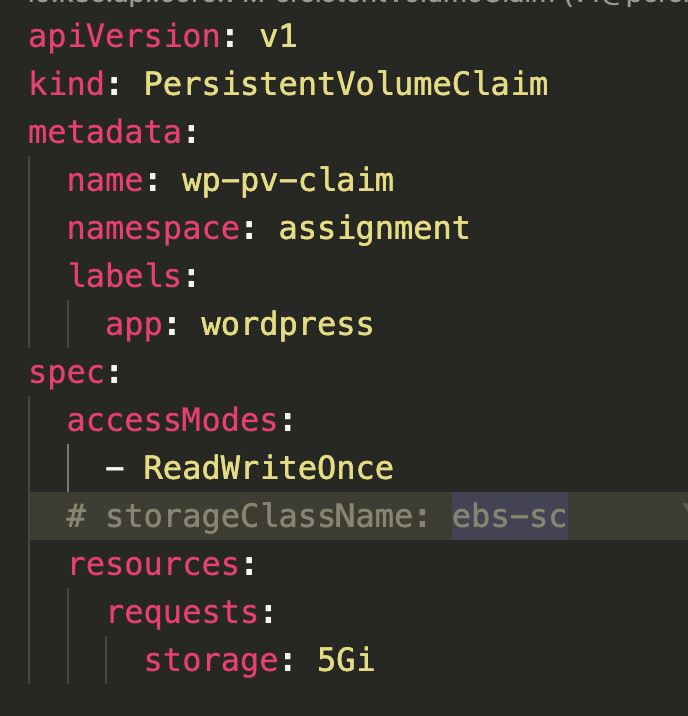 apiVersion: v1
kind: PersistentVolumeClaim
metadata:
  name: wp-pv-claim
  namespace: assignment
  labels:
    app: wordpress
spec:
  accessModes:
    - ReadWriteOnce
  # storageClassName: ebs-sc
  resources:
    requests:
      storage: 5Gi